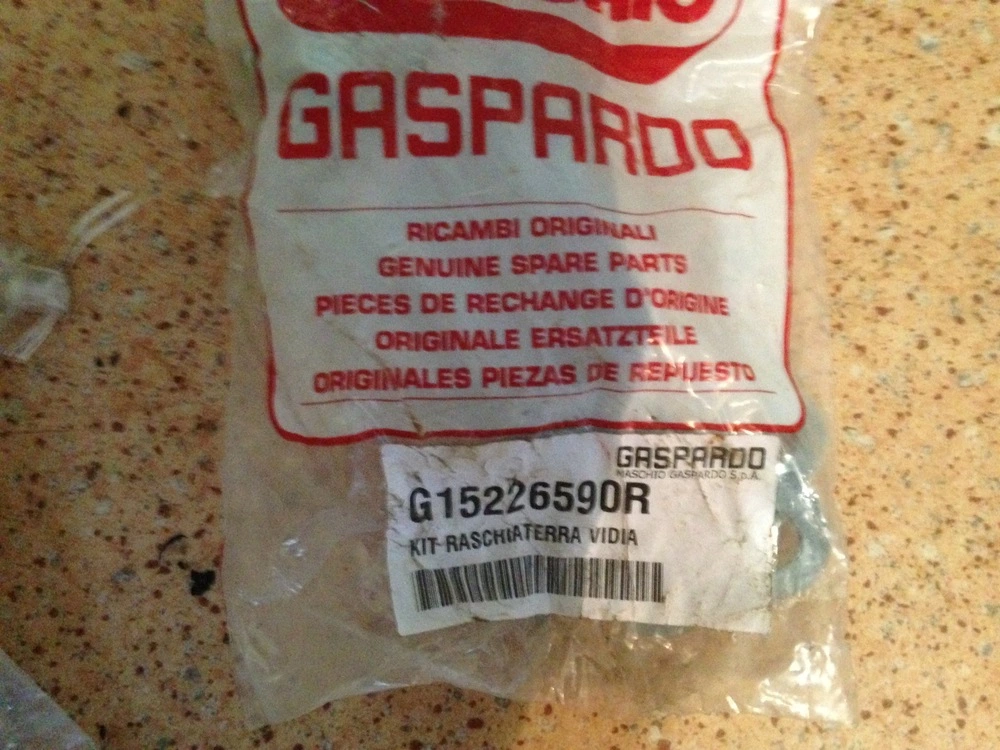 GASPARDO
RICAMBI ORIGINALI
GENUINE SPARE PARTS
PIECES DE RECHANGE D'ORIGINE
ORIGINALE ERSATZTEILE
ORIGINALES PIEZAS DE REPUESTO
GASPARDO
MASCHIO GASPARDO S.p.A.
G15226590R
KIT RASCHIATERRA VIDIA